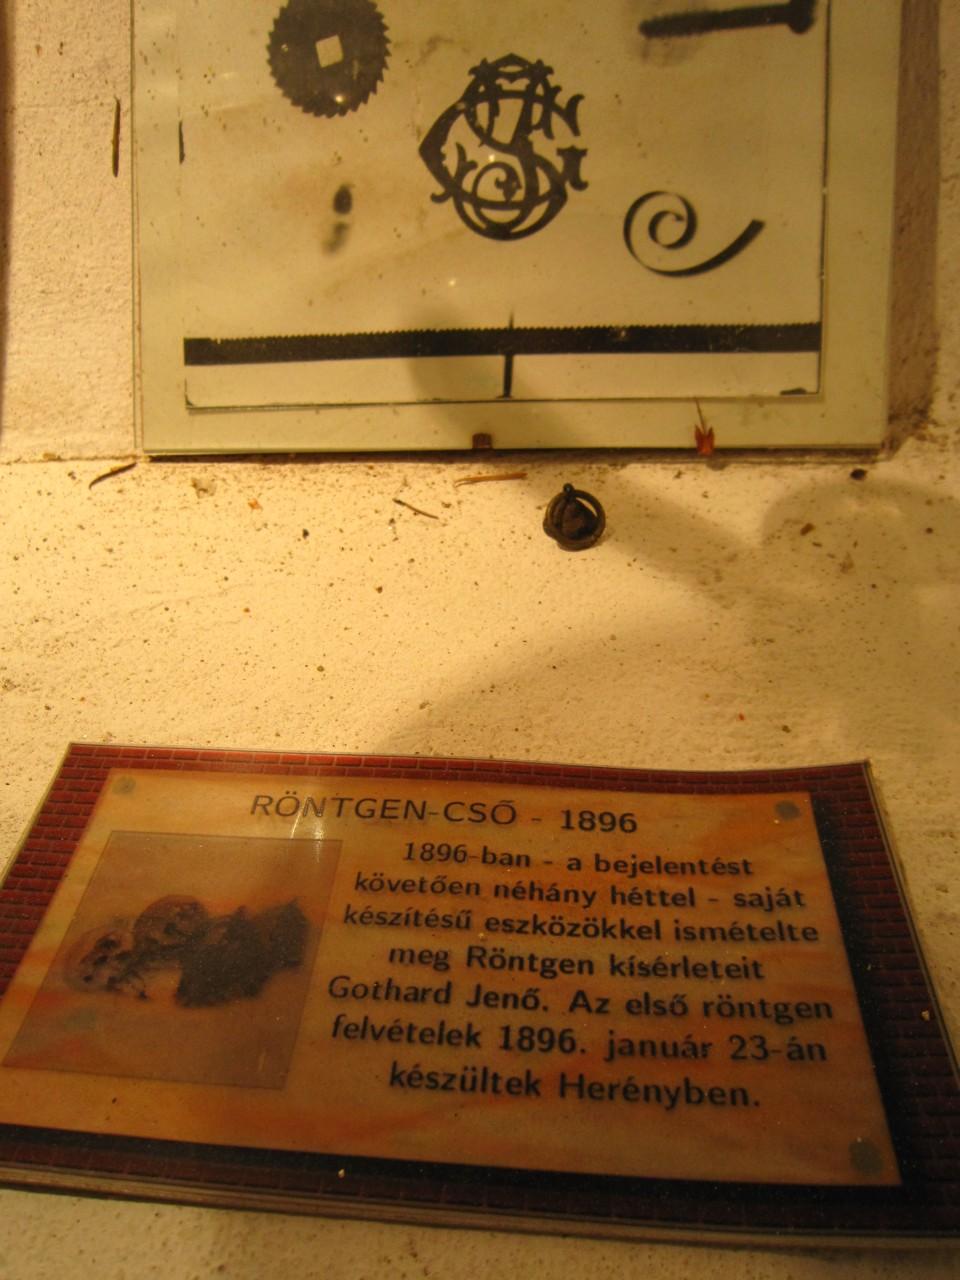 RÖNTGEN-CSŐ - 1896
1896-ban - a bejelentést
követően néhány héttel - saját
készítésű eszközökkel ismételte
meg Röntgen kísérleteit
Gothard Jenő. Az első röntgen
felvételek 1896. január 23-án
készültek Herényben.